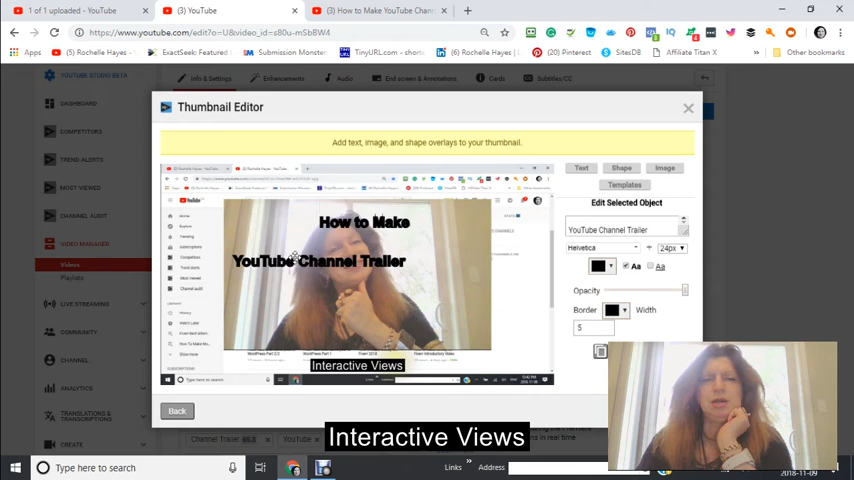 1 of 1 uploaded - YouTube
(3) YouTube
(3) How to Make YouTube Chann
https://www.youtube.com/edit?o=U&video_id=s80u-mSbBW4
Apps
(5) Rochelle Hayes
ExactSeek: Featured
Submission Monster
TinyURL.com - short
(6) Rochelle Hayes
(20) Pinterest
SitesDB
Affiliate Titan X
Other bookmarks
YOUTUBE STUDIO BETA
Info & Settings
Enhancements
Audio
End screen & Annotations
Cards
Subtitles/CC
DASHBOARD
COMPETITORS
TREND ALERTS
MOST VIEWED
CHANNEL AUDIT
VIDEO MANAGER
Videos
Playlists
LIVE STREAMING
COMMUNITY
CHANNEL
ANALYTICS
TRANSLATIONS &
TRANSCRIPTIONS
CREATE
Thumbnail Editor
Add text, image, and shape overlays to your thumbnail.
How to Make
YouTube Channel Trailer
Interactive Views
Text
Shape
Image
Templates
Edit Selected Object
YouTube Channel Trailer
Helvetica
24px
Aa
Aa
Opacity
Border
Width
5
Back
Channel Trailer
YouTube
Interactive Views
Type here to search
Links
Address
2018-11-09